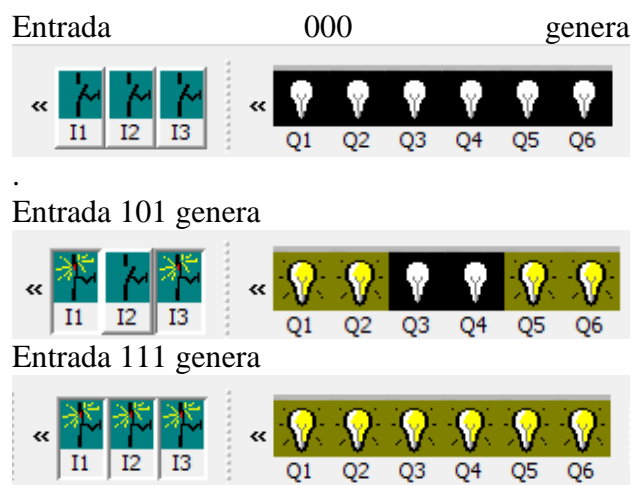 Entrada 000 genera
« I1 I2 I3 « Q1 Q2 Q3 Q4 Q5 Q6
.
Entrada 101 genera
« I1 I2 I3 « Q1 Q2 Q3 Q4 Q5 Q6
Entrada 111 genera
« I1 I2 I3 « Q1 Q2 Q3 Q4 Q5 Q6